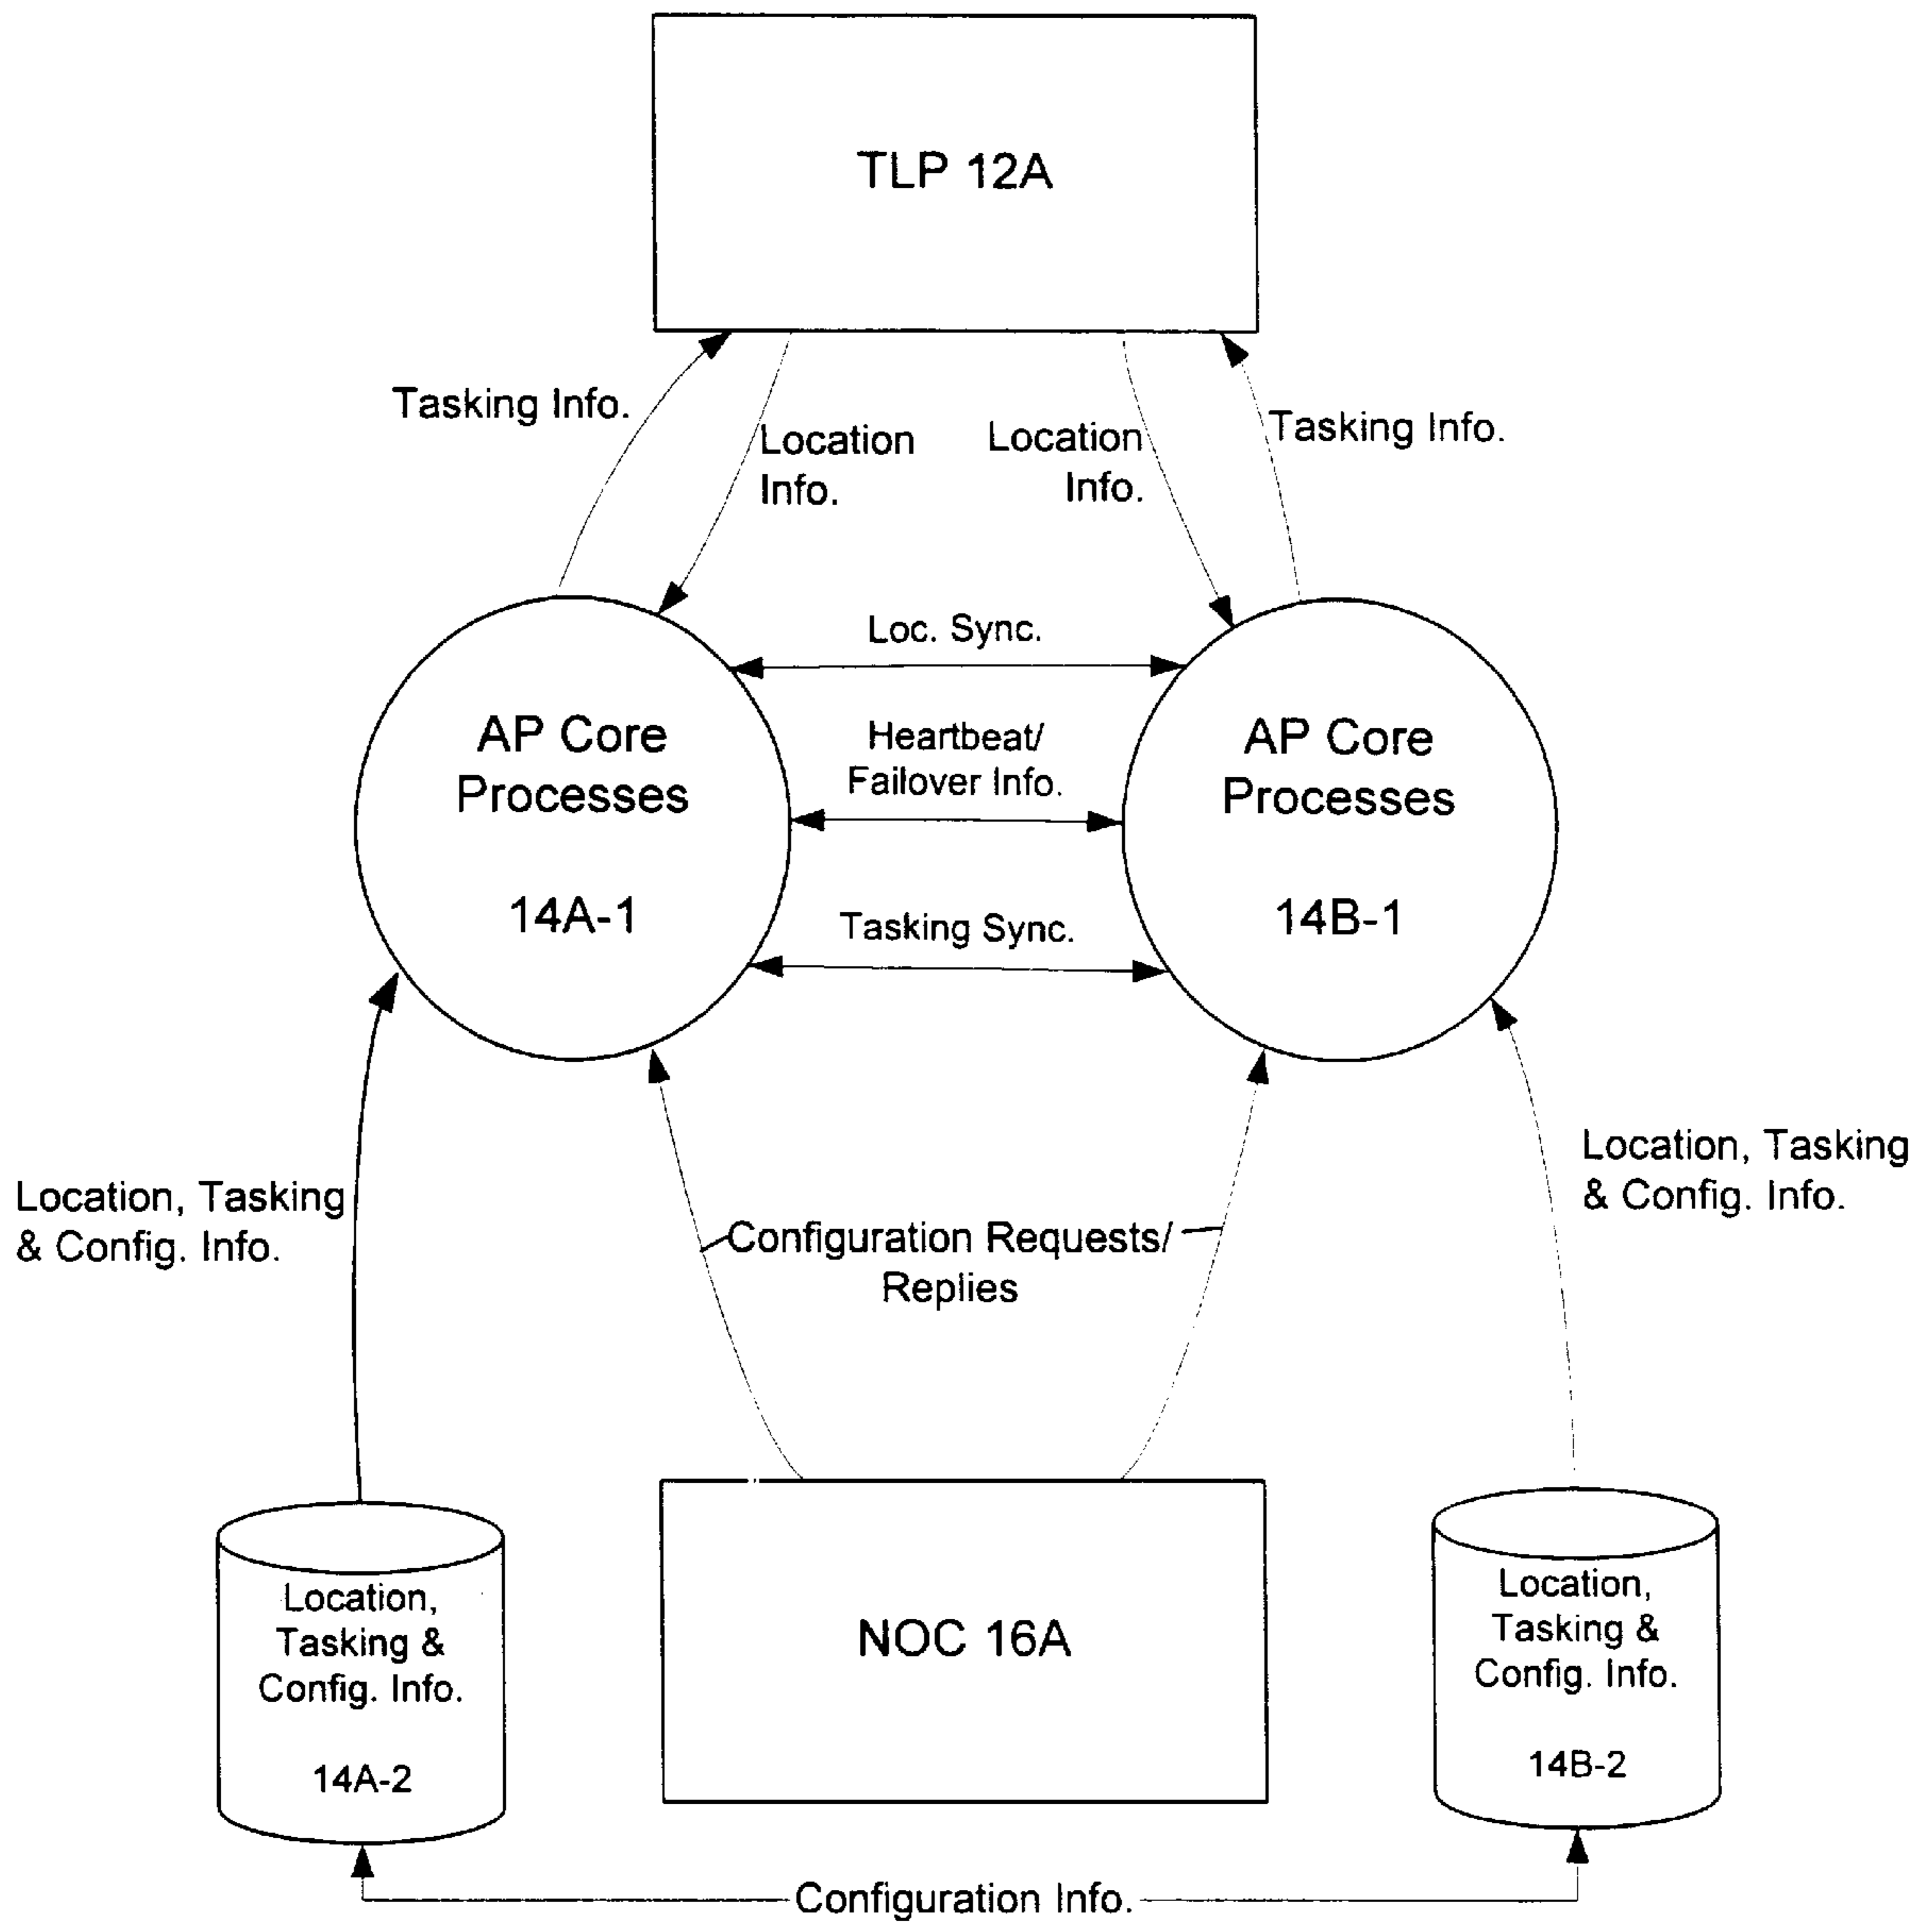 TLP 12A
Tasking Info.
Location
Info.
Location
Info.
Tasking Info.
Loc. Sync.
Heartbeat/
Failover Info.
Tasking Sync.
AP Core
Processes
14A-1
AP Core
Processes
14B-1
Location, Tasking
& Config. Info.
Configuration Requests/
Replies
Location, Tasking
& Config. Info.
Location,
Tasking &
Config. Info.
14A-2
NOC 16A
Location,
Tasking &
Config. Info.
14B-2
Configuration Info.